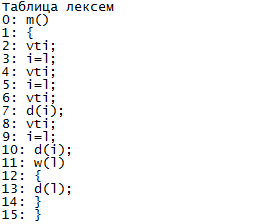 Таблица лексем
0: m()
1: {
2: vti;
3: i=l;
4: vti;
5: i=l;
6: vti;
7: d(i);
8: vti;
9: i=l;
10: d(i);
11: w(l)
12: {
13: d(l);
14: }
15: }